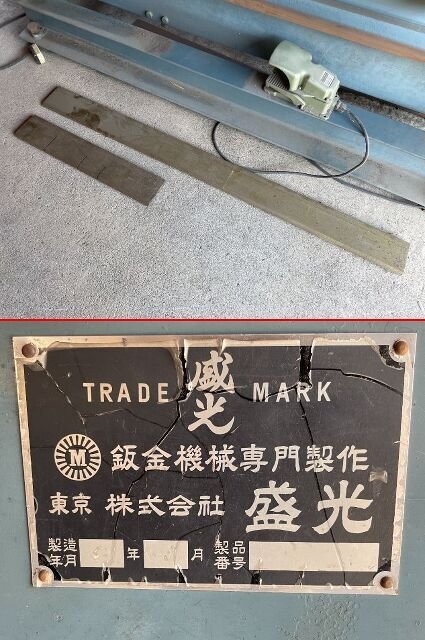 TRADE 盛光 MARK
M 鈑金機械専門製作
東京 株式会社 盛光
製造年月 年 月 製品番号